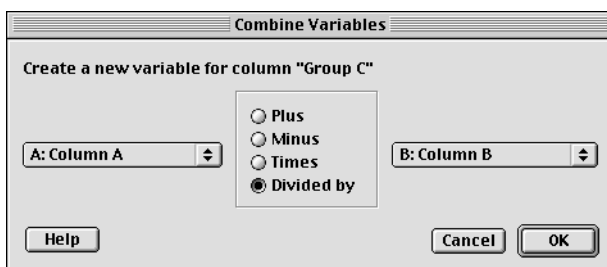 Combine Variables
Create a new variable for column "Group C"
A: Column A
Plus
Minus
Times
Divided by
B: Column B
Help
Cancel
OK